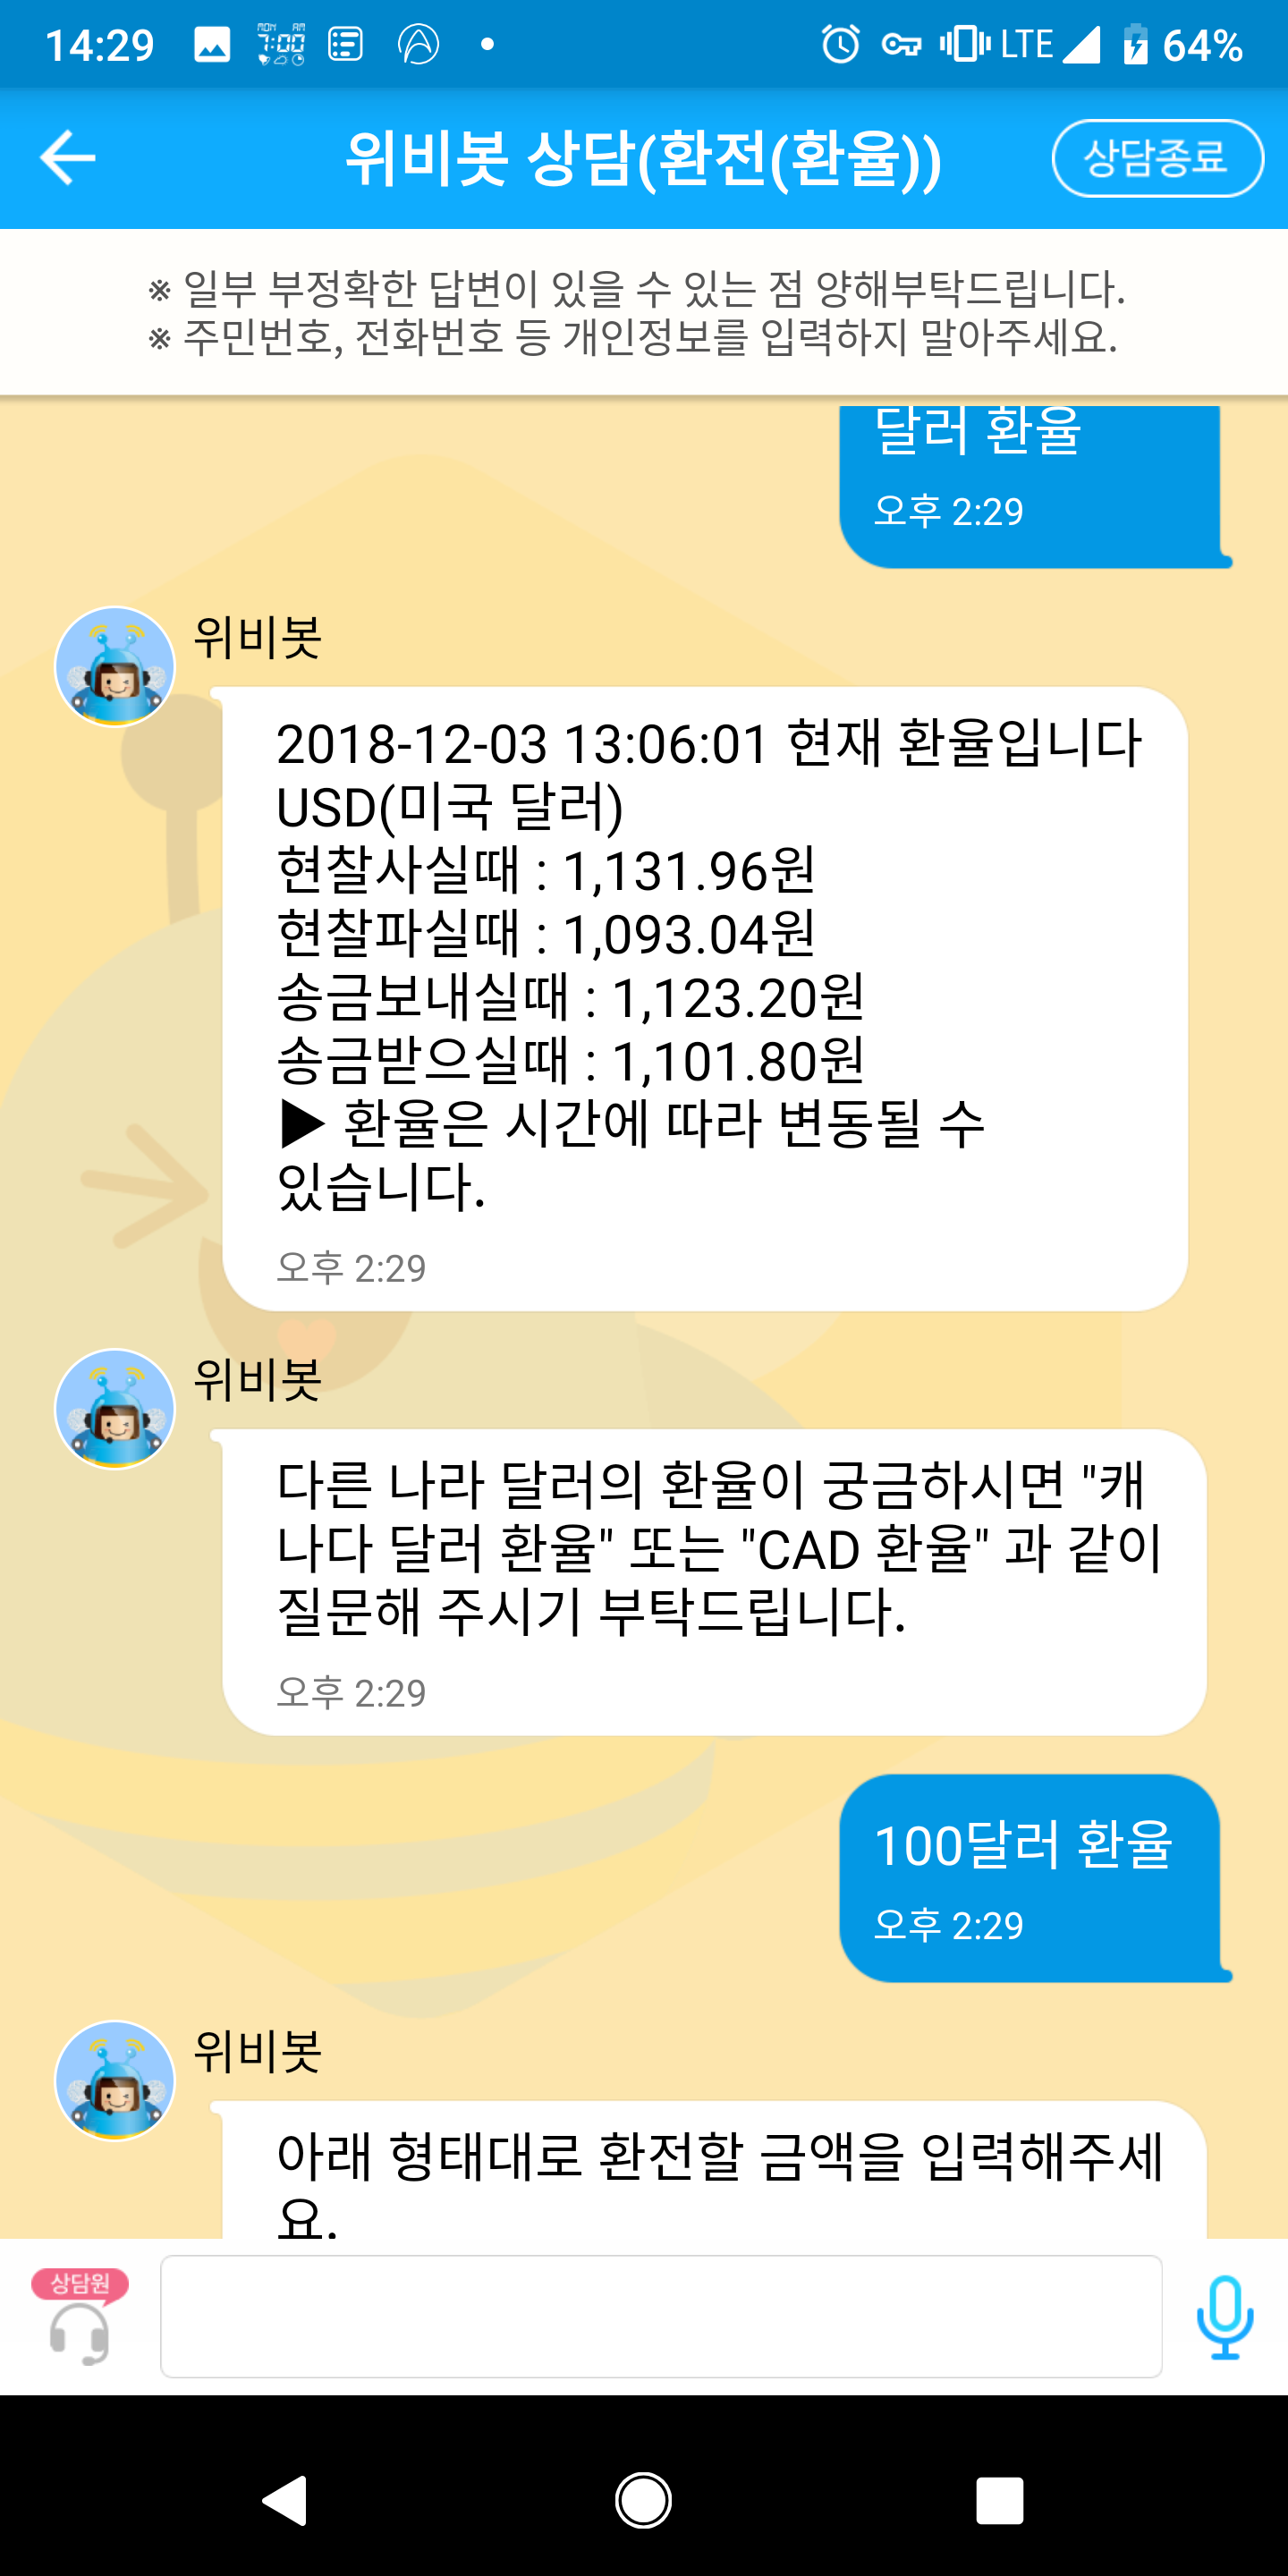 14:29
MON AM
7:00
LTE
64%
위비봇 상담(환전(환율))
상담종료
※ 일부 부정확한 답변이 있을 수 있는 점 양해부탁드립니다.
※ 주민번호, 전화번호 등 개인정보를 입력하지 말아주세요.
달러 환율
오후 2:29
위비봇
2018-12-03 13:06:01 현재 환율입니다
USD(미국 달러)
현찰사실때 : 1,131.96원
현찰파실때 : 1,093.04원
송금보내실때 : 1,123.20원
송금받으실때 : 1,101.80원
▶ 환율은 시간에 따라 변동될 수
있습니다.
오후 2:29
위비봇
다른 나라 달러의 환율이 궁금하시면 "캐
나다 달러 환율" 또는 "CAD 환율" 과 같이
질문해 주시기 부탁드립니다.
오후 2:29
100달러 환율
오후 2:29
위비봇
아래 형태대로 환전할 금액을 입력해주세
요.
상담원